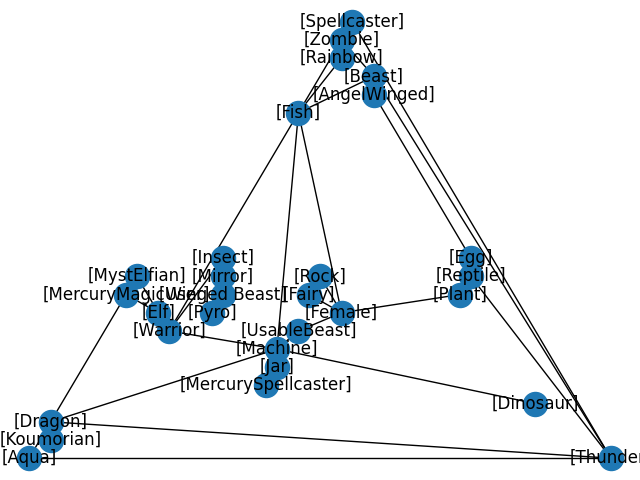 [Spellcaster]
[Zombie]
[Rainbow]
[Beast]
[AngelWinged]
[Fish]
[Insect]
[Egg]
[MystElfian]
[Mirror]
[Rock]
[Reptile]
[MercuryMagicUser]
[Winged Beast]
[Fairy]
[Plant]
[Elf]
[Pyro]
[Female]
[Warrior]
[UsableBeast]
[Machine]
[Jar]
[MercurySpellcaster]
[Dinosaur]
[Dragon]
[Koumorian]
[Aqua]
[Thunder